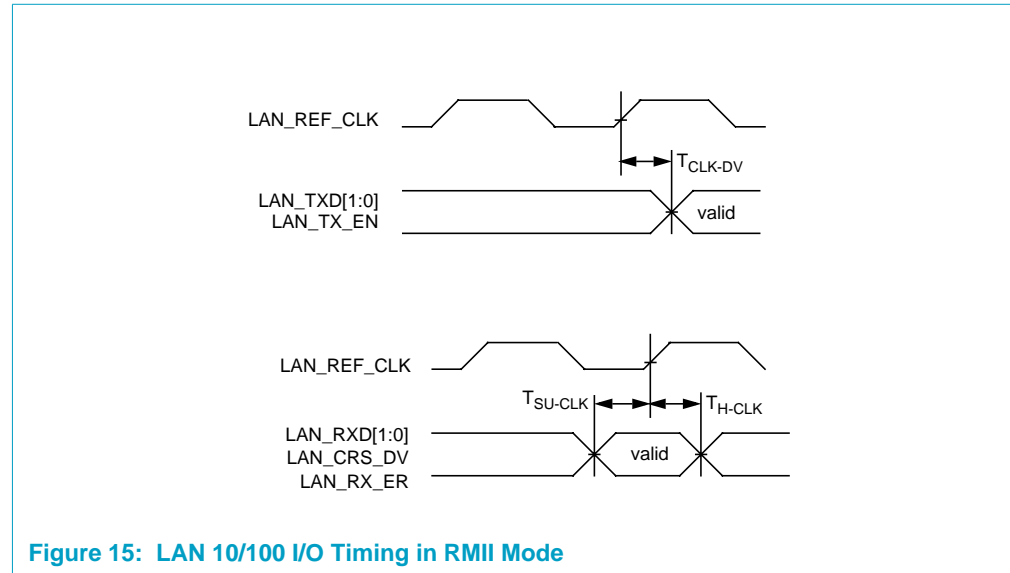 LAN_REF_CLK
TCLK-DV
LAN_TXD[1:0]
LAN_TX_EN
valid
LAN_REF_CLK
TSU-CLK
TH-CLK
LAN_RXD[1:0]
LAN_CRS_DV
LAN_RX_ER
valid
Figure 15: LAN 10/100 I/O Timing in RMII Mode